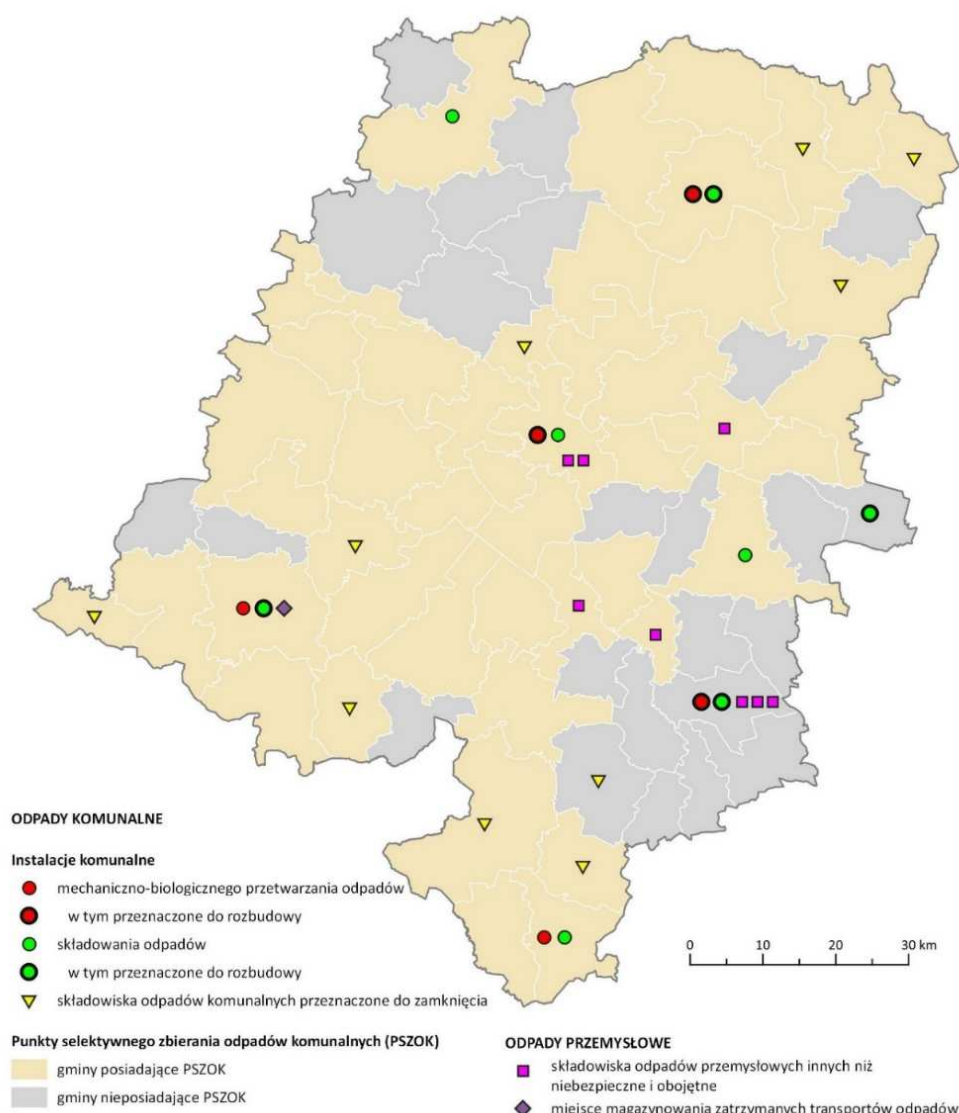 ODPADY KOMUNALNE
Instalacje komunalne
mechaniczno-biologicznego przetwarzania odpadów
w tym przeznaczone do rozbudowy
składowania odpadów
w tym przeznaczone do rozbudowy
składowiska odpadów komunalnych przeznaczone do zamknięcia
Punkty selektywnego zbierania odpadów komunalnych (PSZOK)
gminy posiadające PSZOK
gminy nieposiadające PSZOK
0 10 20 30 km
ODPADY PRZEMYSŁOWE
składowiska odpadów przemysłowych innych niż
niebezpieczne i obojętne
miejsce magazynowania zatrzymanych transportów odpadów